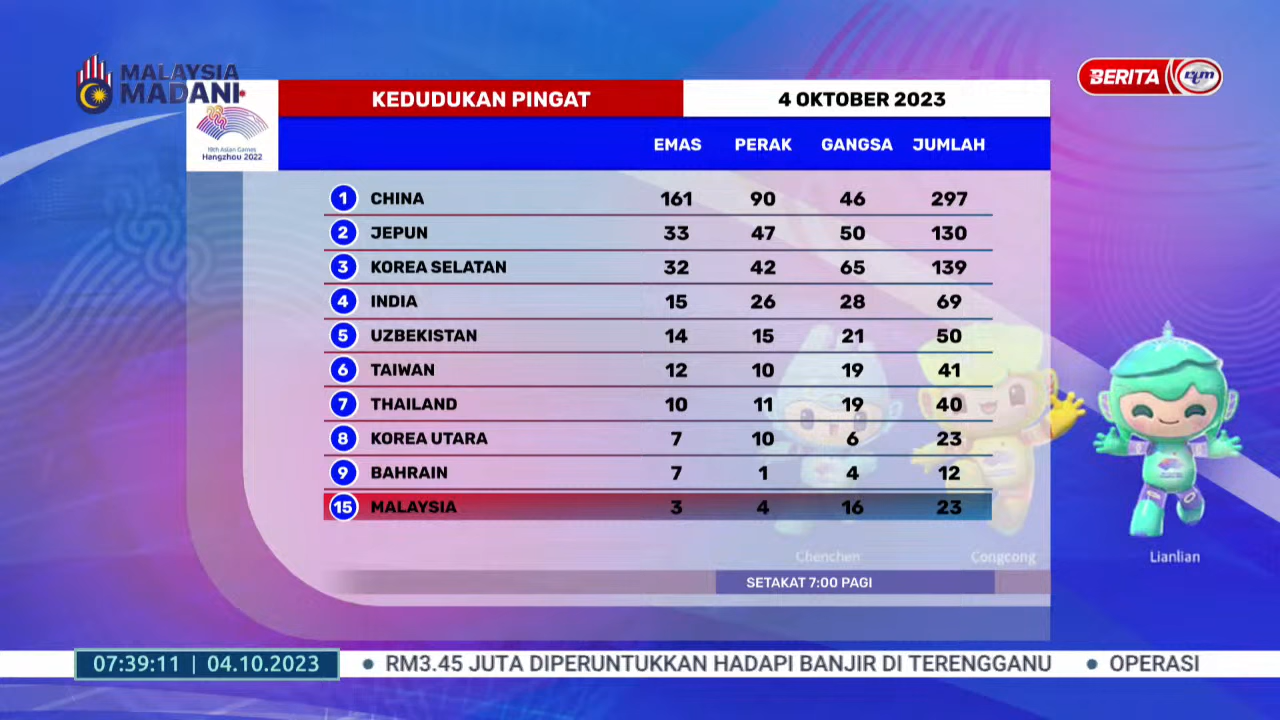 MALAYSIA
MADANI
BERITA rtm
KEDUDUKAN PINGAT 4 OKTOBER 2023
19th Asian Games
Hangzhou 2022
EMAS PERAK GANGSA JUMLAH
1 CHINA 161 90 46 297
2 JEPUN 33 47 50 130
3 KOREA SELATAN 32 42 65 139
4 INDIA 15 26 28 69
5 UZBEKISTAN 14 15 21 50
6 TAIWAN 12 10 19 41
7 THAILAND 10 11 19 40
8 KOREA UTARA 7 10 6 23
9 BAHRAIN 7 1 4 12
15 MALAYSIA 3 4 16 23
Chenchen Congcong Lianlian
SETAKAT 7:00 PAGI
07:39:11 | 04.10.2023 • RM3.45 JUTA DIPERUNTUKKAN HADAPI BANJIR DI TERENGGANU • OPERASI